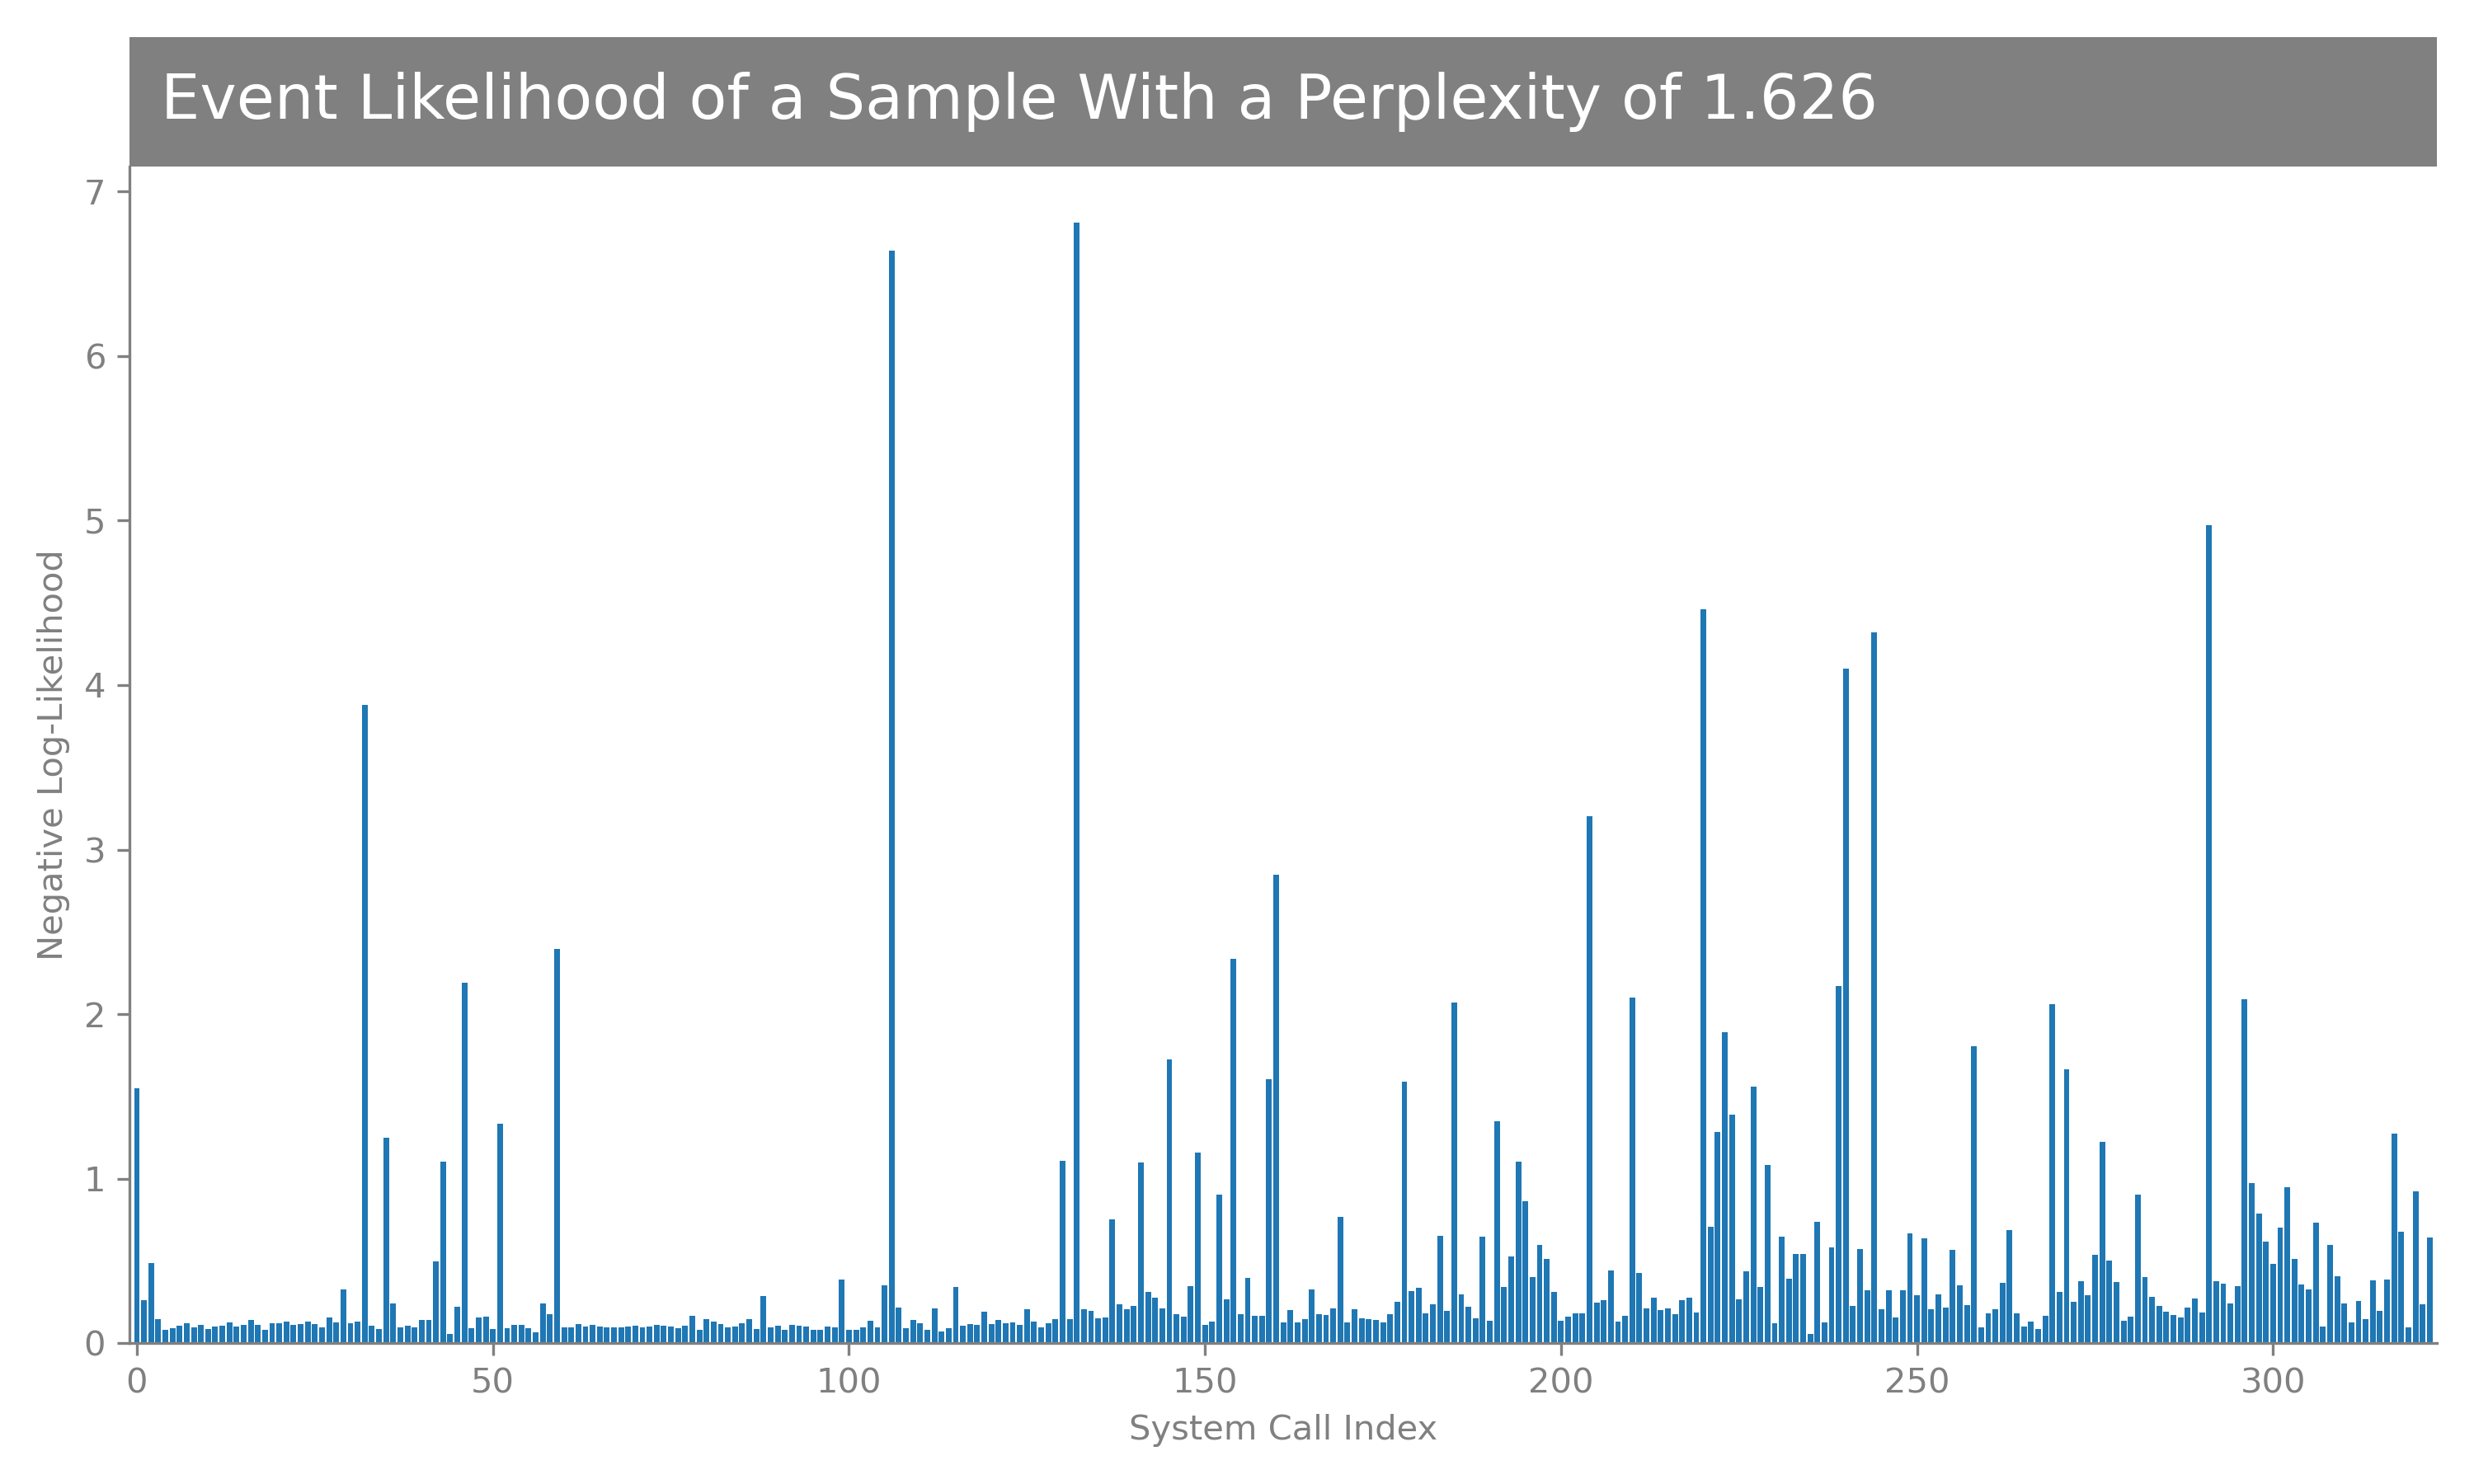 Event Likelihood of a Sample With a Perplexity of 1.626
7
6
5
4
3
2
1
0
Negative Log-Likelihood
0 50 100 150 200 250 300
System Call Index